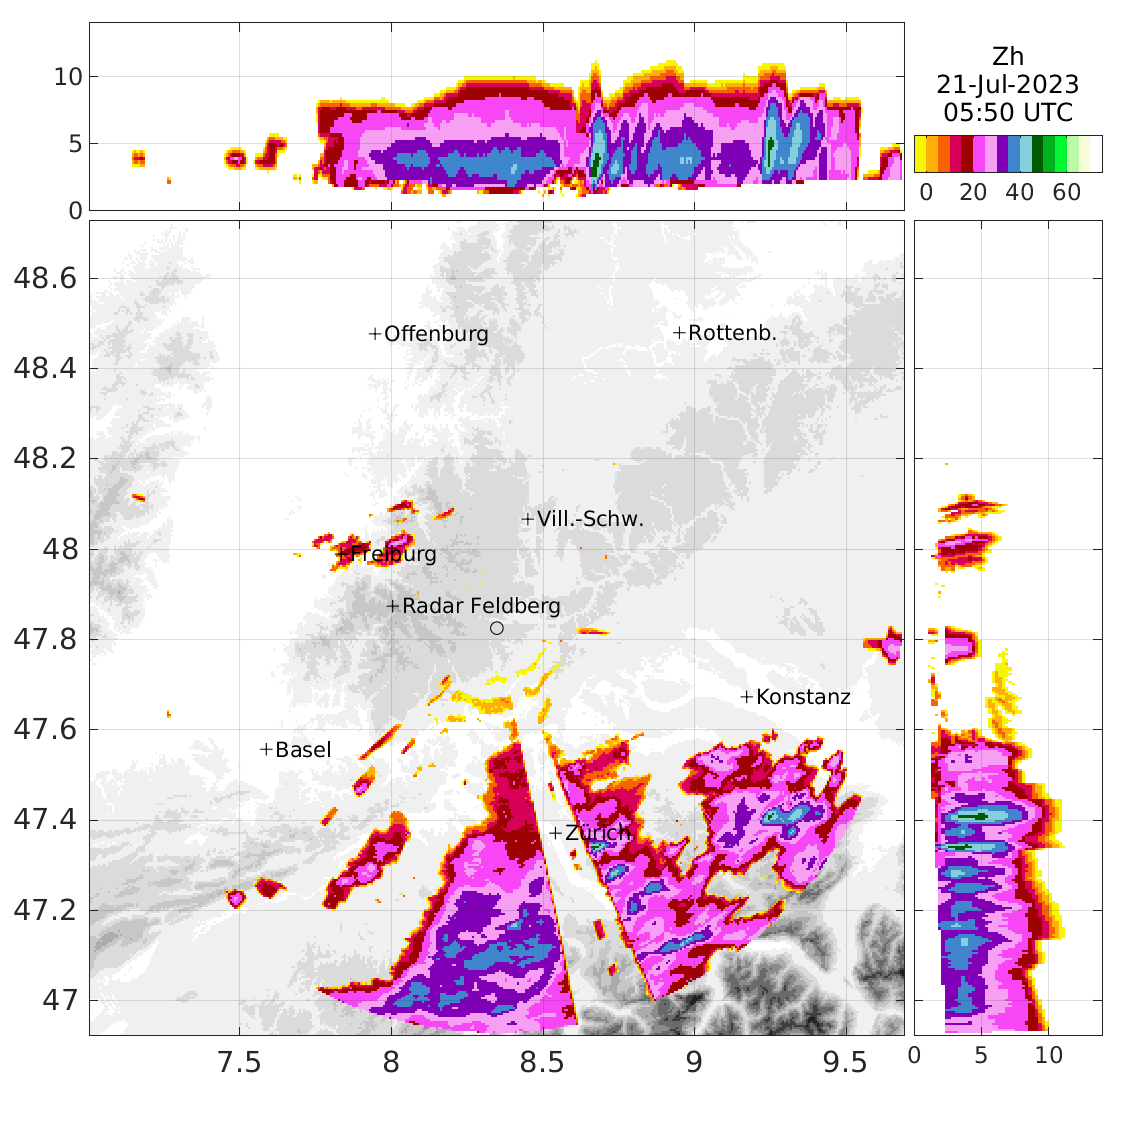 Zh
21-Jul-2023
05:50 UTC
0 20 40 60
10
5
0
48.6
48.4
48.2
48
47.8
47.6
47.4
47.2
47
+Offenburg
+Rottenb.
+Vill.-Schw.
+Freiburg
+Radar Feldberg
+Konstanz
+Basel
+Zürich
7.5 8 8.5 9 9.5
0 5 10